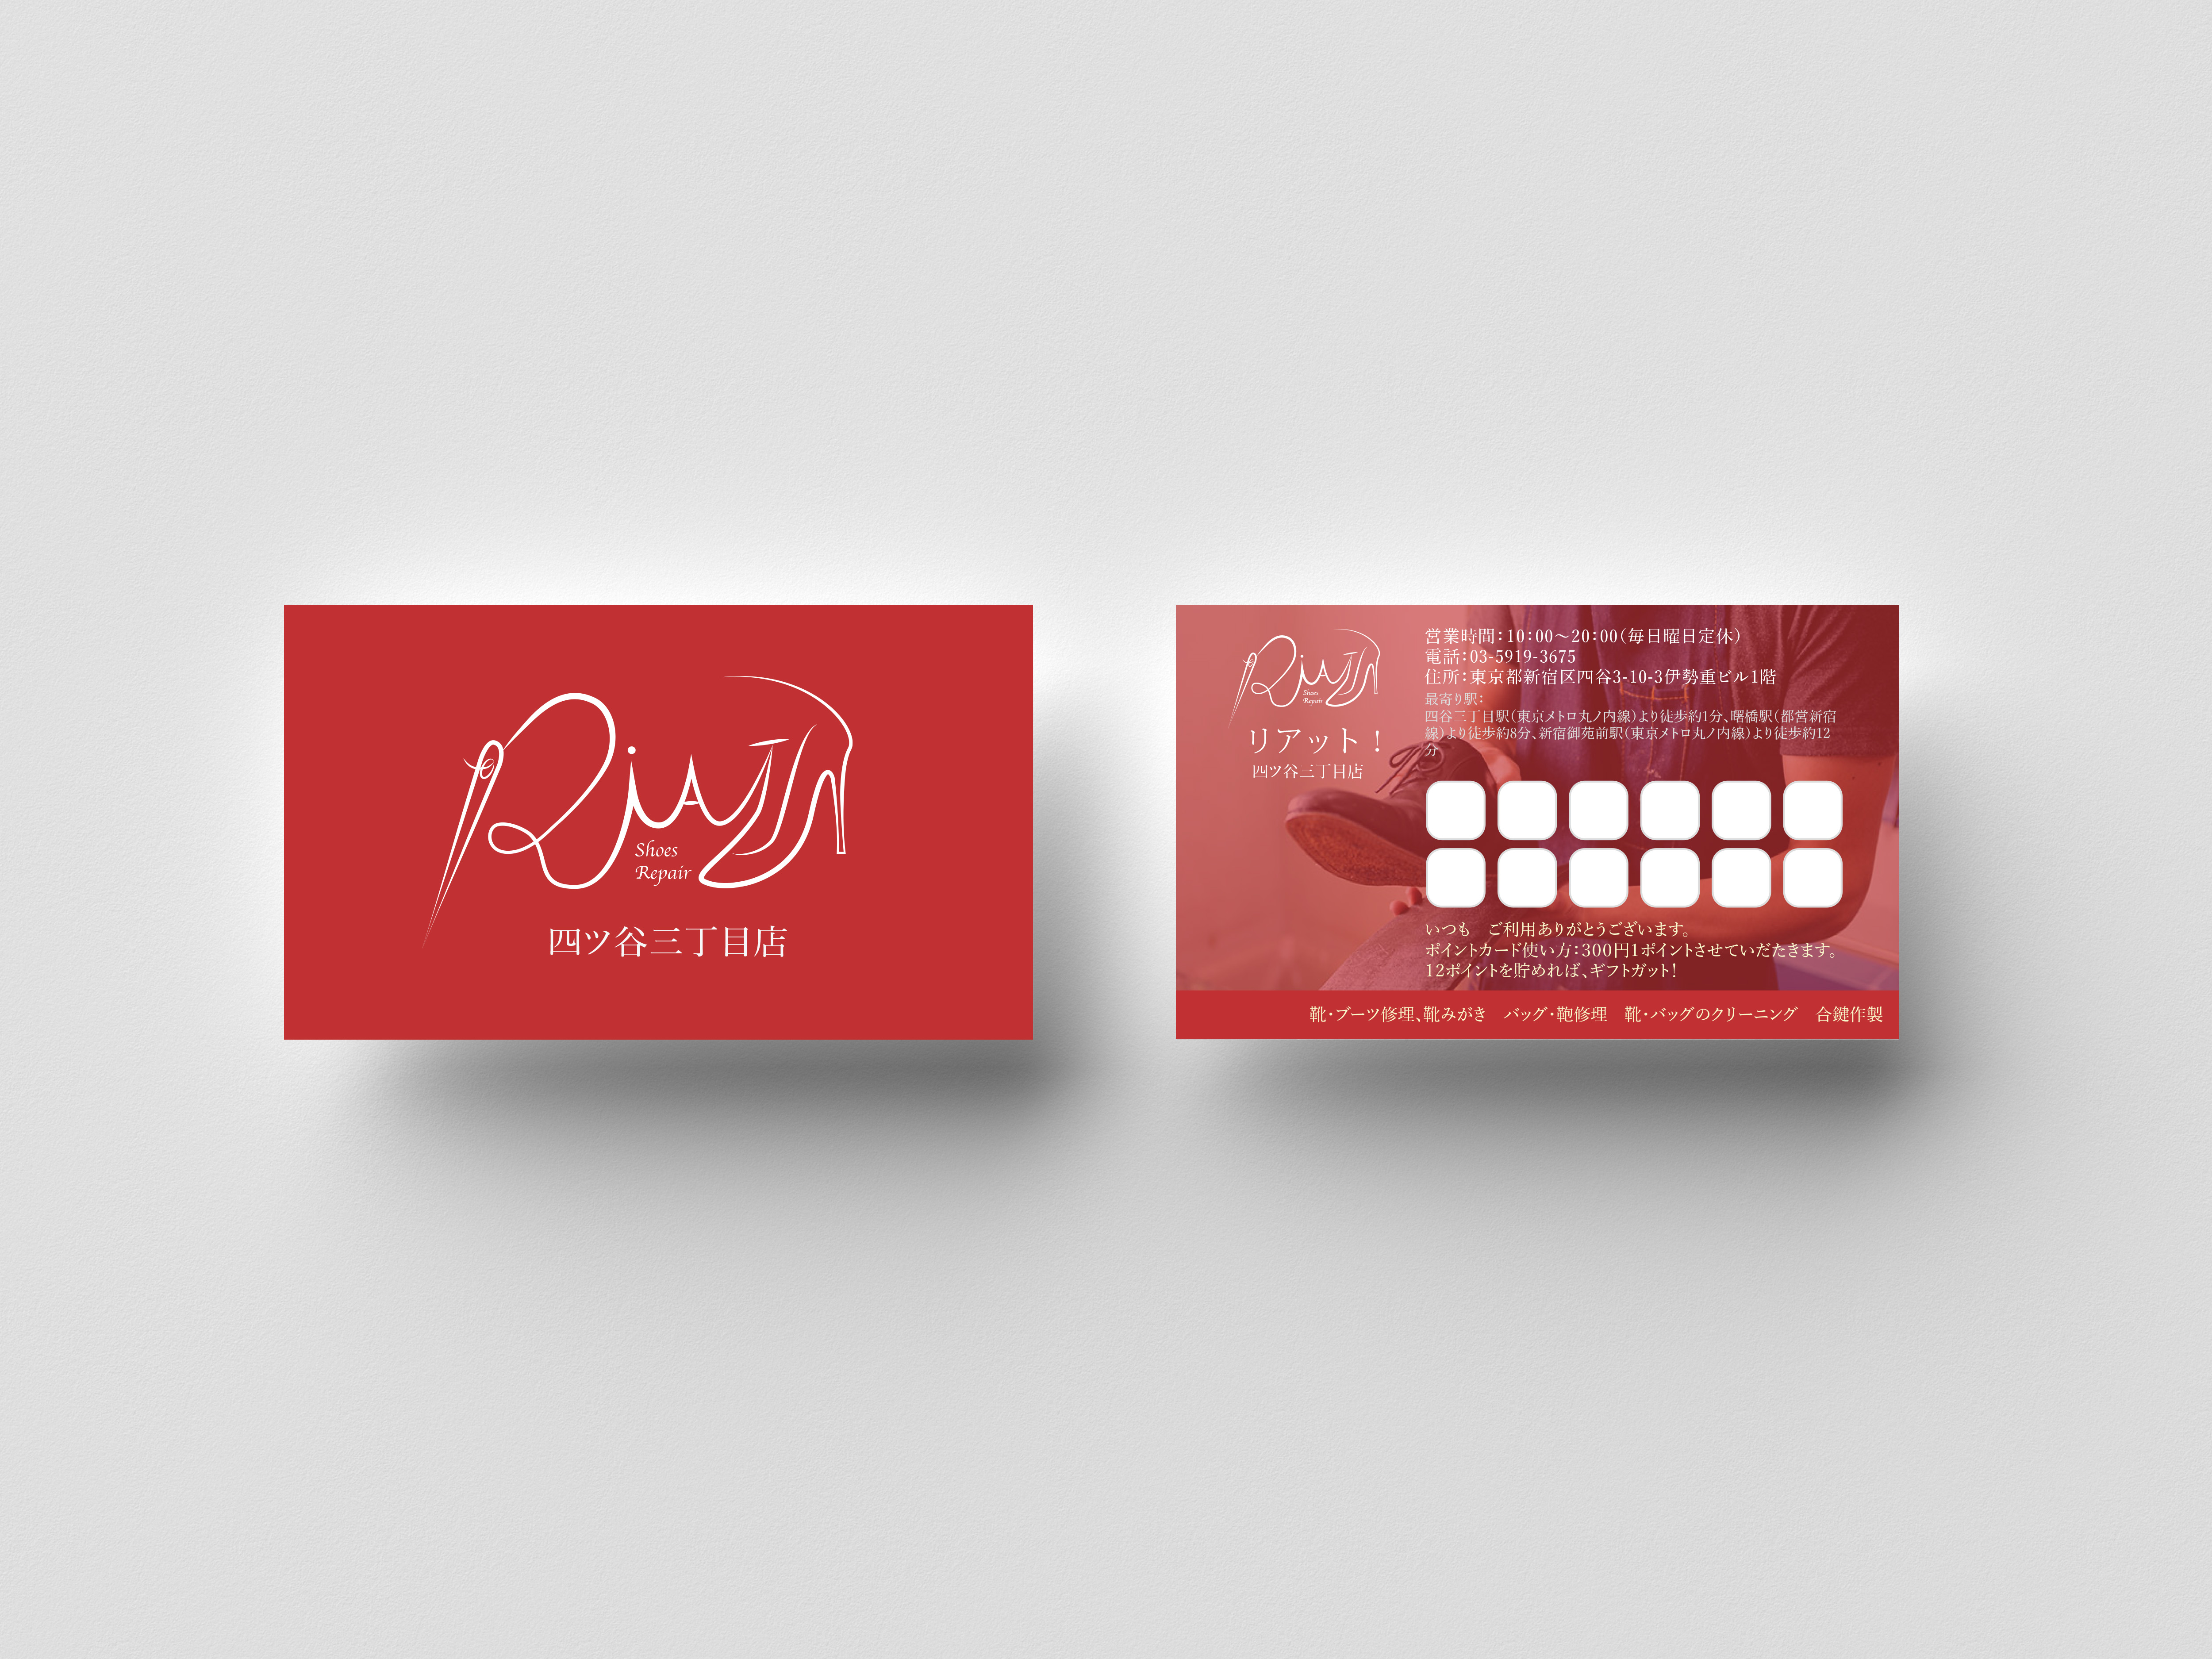 Riat
Shoes
Repair
四ツ谷三丁目店
Riat
Shoes
Repair
リアット！
四ツ谷三丁目店
営業時間：10：00〜20：00（毎日曜日定休）
電話：03-5919-3675
住所：東京都新宿区四谷3-10-3伊勢重ビル1階
最寄り駅：
四谷三丁目駅（東京メトロ丸ノ内線）より徒歩約1分、曙橋駅（都営新宿
線）より徒歩約8分、新宿御苑前駅（東京メトロ丸ノ内線）より徒歩約12
分
いつも　ご利用ありがとうございます。
ポイントカード使い方：300円1ポイントさせていだたきます。
12ポイントを貯めれば、ギフトガット！
靴・ブーツ修理、靴みがき　バッグ・鞄修理　靴・バッグのクリーニング　合鍵作製